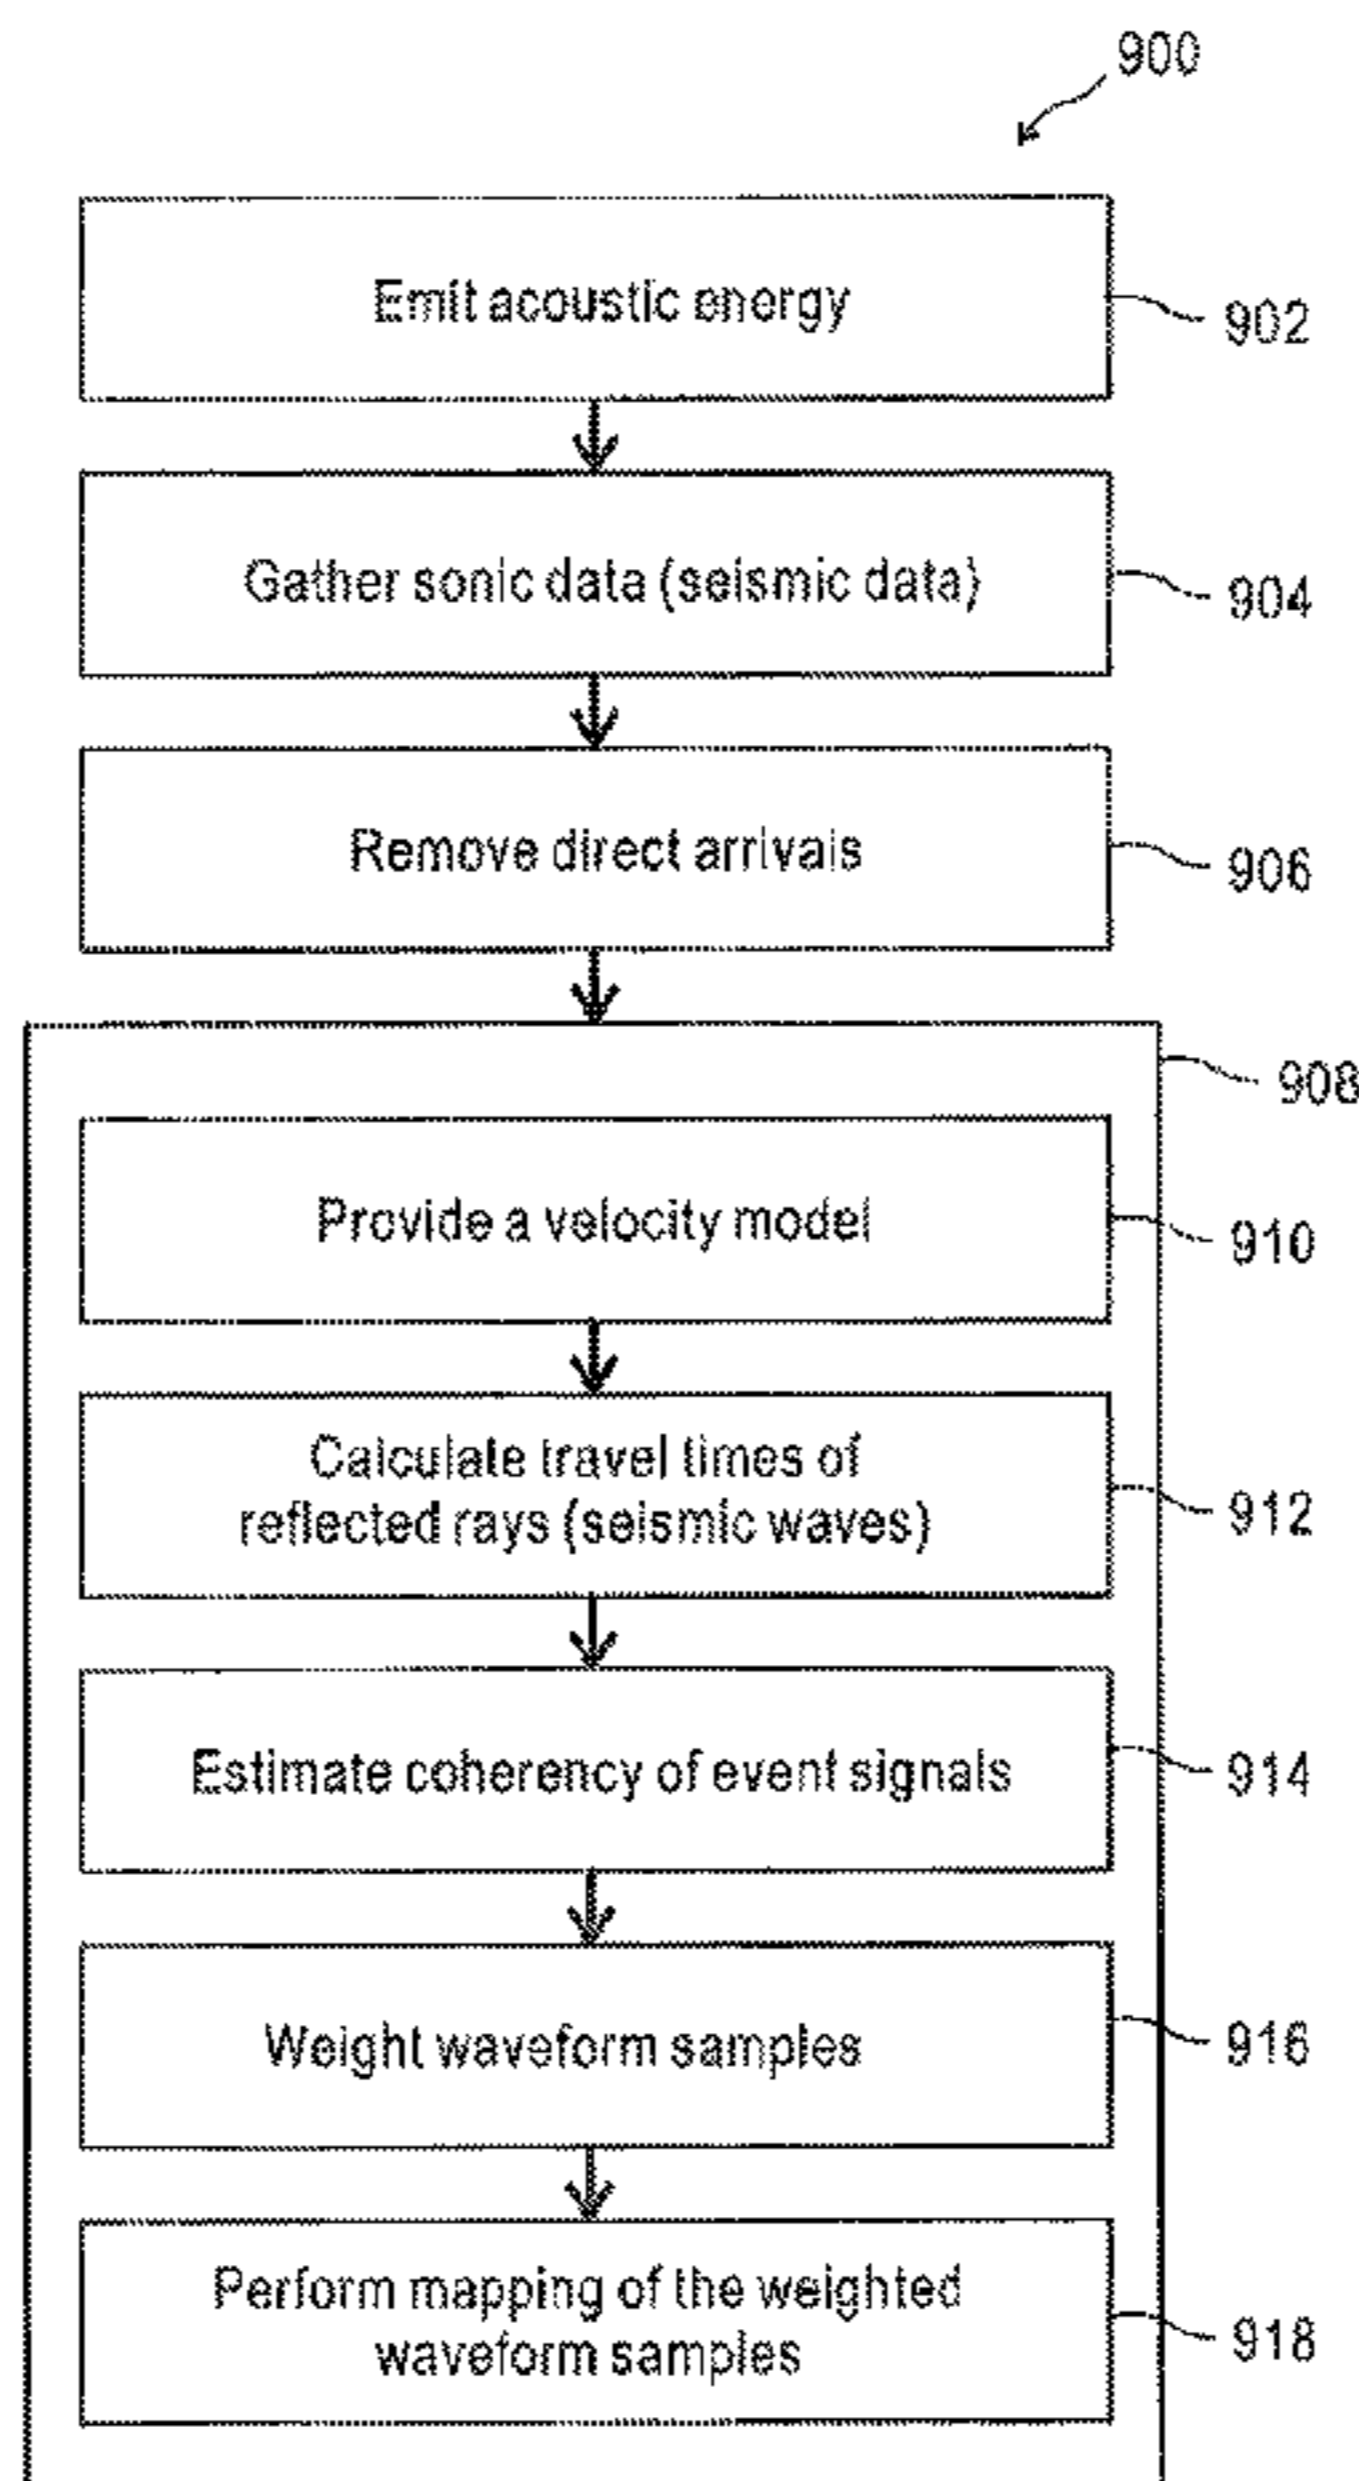 900
Emit acoustic energy
902
Gather sonic data (seismic data)
904
Remove direct arrivals
906
908
Provide a velocity model
910
Calculate travel times of
reflected rays (seismic waves)
912
Estimate coherency of event signals
914
Weight waveform samples
916
Perform mapping of the weighted
waveform samples
918